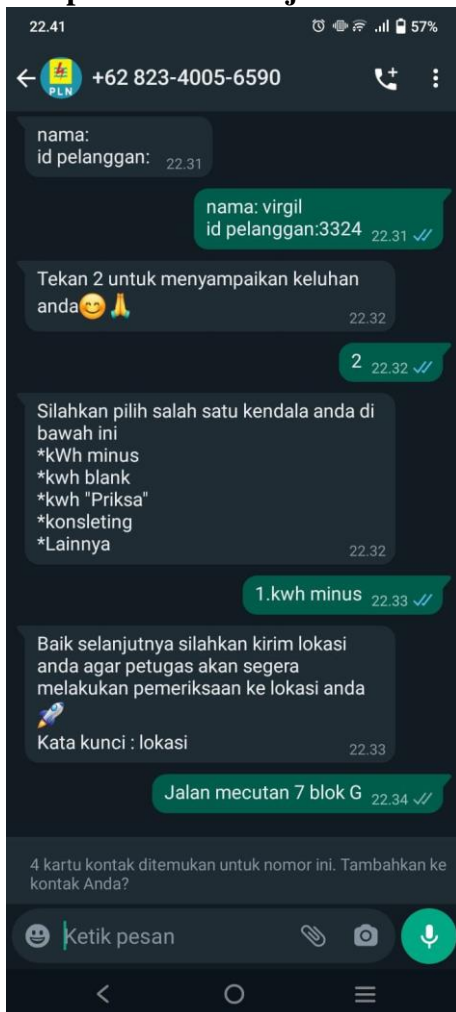 22.41
57%
PLN
+62 823-4005-6590
nama:
id pelanggan: 22.31
nama: virgil
id pelanggan:3324 22.31
Tekan 2 untuk menyampaikan keluhan
anda😊🙏
22.32
2 22.32
Silahkan pilih salah satu kendala anda di
bawah ini
*kWh minus
*kwh blank
*kwh "Priksa"
*konsleting
*Lainnya
22.32
1.kwh minus 22.33
Baik selanjutnya silahkan kirim lokasi
anda agar petugas akan segera
melakukan pemeriksaan ke lokasi anda
🚀
Kata kunci : lokasi 22.33
Jalan mecutan 7 blok G 22.34
4 kartu kontak ditemukan untuk nomor ini. Tambahkan ke
kontak Anda?
Ketik pesan